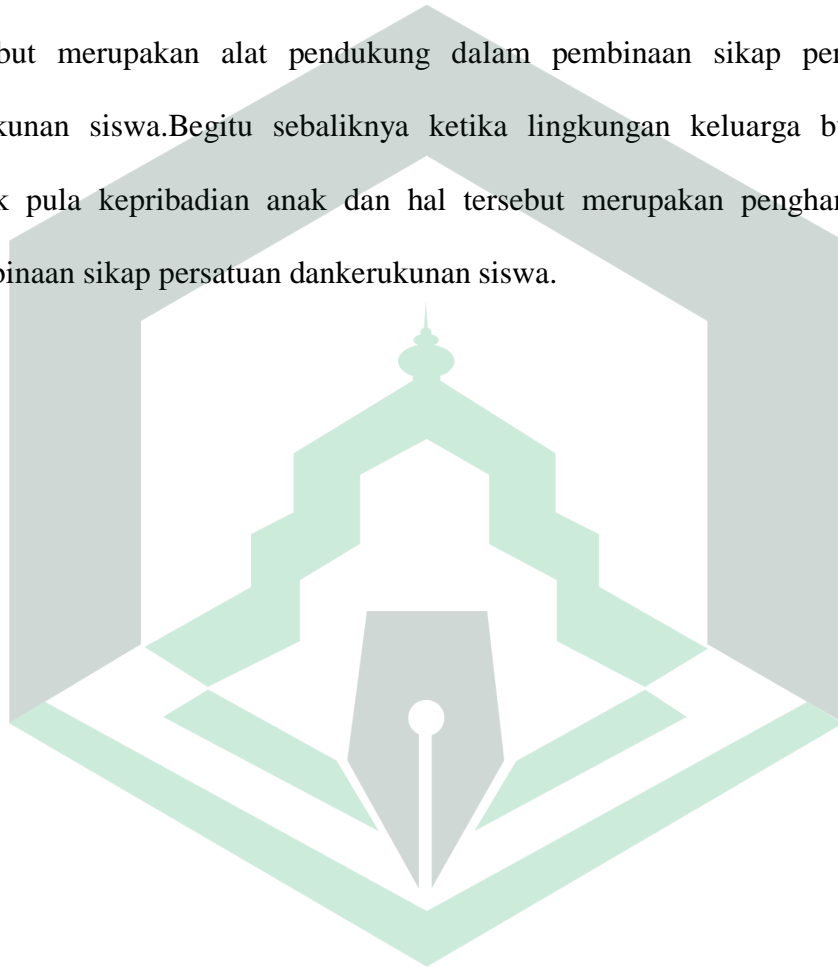 but merupakan alat pendukung dalam pembinaan sikap per
kunan siswa.Begitu sebaliknya ketika lingkungan keluarga b
k pula kepribadian anak dan hal tersebut merupakan pengha
binaan sikap persatuan dankerukunan siswa.